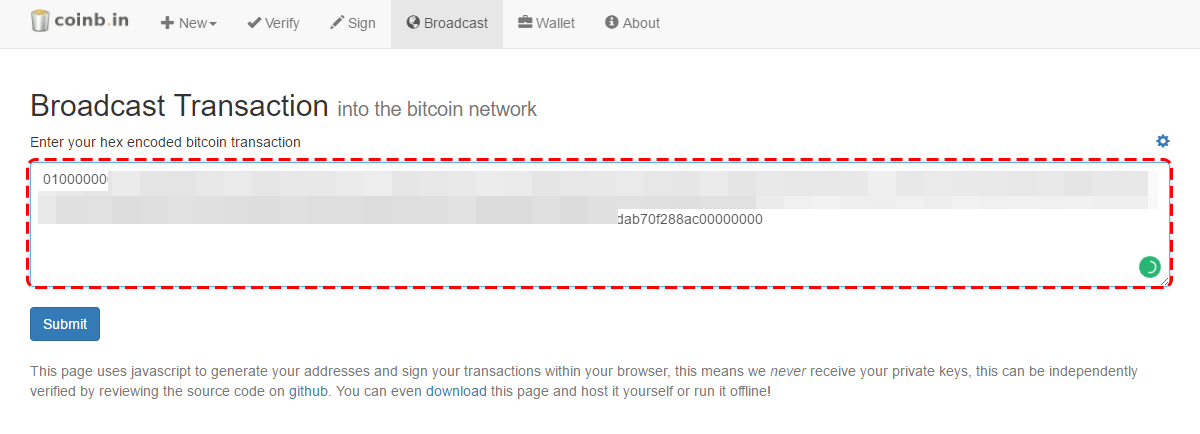 coinb.in New Verify Sign Broadcast Wallet About
Broadcast Transaction into the bitcoin network
Enter your hex encoded bitcoin transaction
01000000
dab70f288ac00000000
Submit
This page uses javascript to generate your addresses and sign your transactions within your browser, this means we never receive your private keys, this can be independently
verified by reviewing the source code on github. You can even download this page and host it yourself or run it offline!